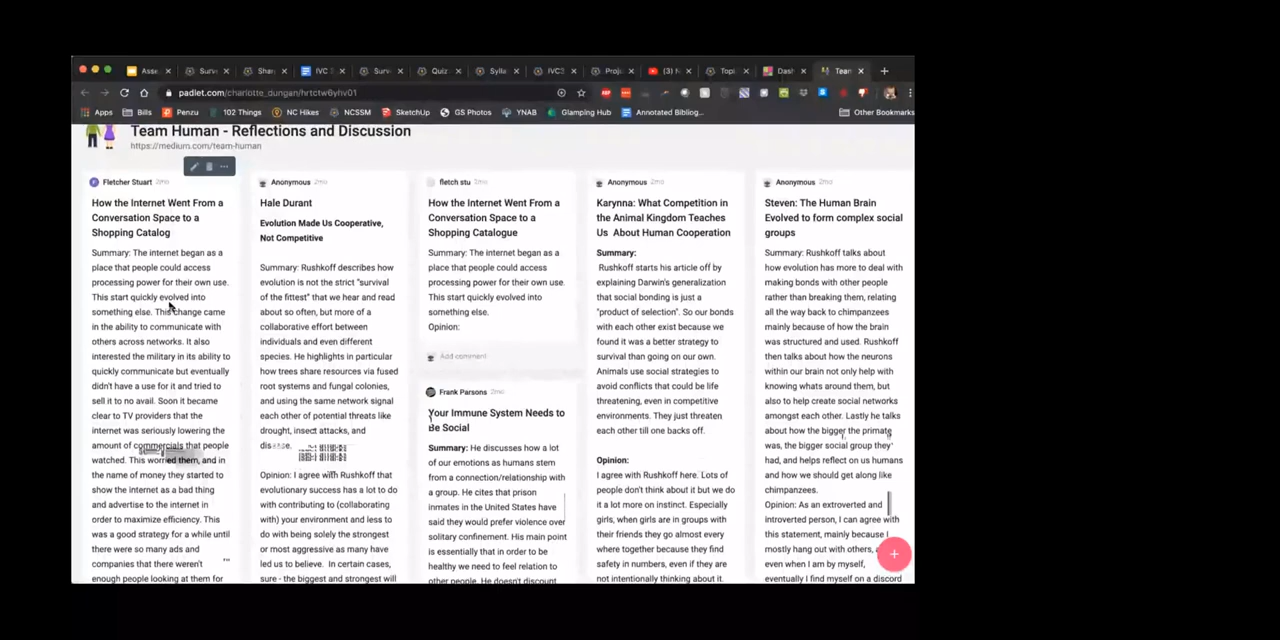 Asse
Surv
Shar
IVC
Surv
Quiz
Sylla
IVC3
Proj
(3)
Topi
Dash
Team
padlet.com/charlotte_dungan/hrtctw6yhv01
Apps
Bills
Penzu
102 Things
NC Hikes
NCSSM
SketchUp
GS Photos
YNAB
Glamping Hub
Annotated Bibliog...
Other Bookmarks
Team Human - Reflections and Discussion
https://medium.com/team-human
Fletcher Stuart 2mo
How the Internet Went From a
Conversation Space to a
Shopping Catalog
Summary: The internet began as a
place that people could access
processing power for their own use.
This start quickly evolved into
something else. This change came
in the ability to communicate with
others across networks. It also
interested the military in its ability to
quickly communicate but eventually
didn't have a use for it and tried to
sell it to no avail. Soon it became
clear to TV providers that the
internet was seriously lowering the
amount of commercials that people
watched. This worried them, and in
the name of money they started to
show the internet as a bad thing
and advertise to the internet in
order to maximize efficiency. This
was a good strategy for a while until
there were so many ads and
companies that there weren't
enough people looking at them for
Anonymous 2mo
Hale Durant
Evolution Made Us Cooperative,
Not Competitive
Summary: Rushkoff describes how
evolution is not the strict "survival
of the fittest" that we hear and read
about so often, but more of a
collaborative effort between
individuals and even different
species. He highlights in particular
how trees share resources via fused
root systems and fungal colonies,
and using the same network signal
each other of potential threats like
drought, insect attacks, and
disease.
Opinion: I agree with Rushkoff that
evolutionary success has a lot to do
with contributing to (collaborating
with) your environment and less to
do with being solely the strongest
or most aggressive as many have
led us to believe. In certain cases,
sure - the biggest and strongest will
fletch stu 2mo
How the Internet Went From a
Conversation Space to a
Shopping Catalogue
Summary: The internet began as a
place that people could access
processing power for their own use.
This start quickly evolved into
something else.
Opinion:
Add comment
Frank Parsons 2mo
Your Immune System Needs to
Be Social
Summary: He discusses how a lot
of our emotions as humans stem
from a connection/relationship with
a group. He cites that prison
inmates in the United States have
said they would prefer violence over
solitary confinement. His main point
is essentially that in order to be
healthy we need to feel relation to
other people. He doesn't discount
Anonymous 2mo
Karynna: What Competition in
the Animal Kingdom Teaches
Us About Human Cooperation
Summary:
Rushkoff starts his article off by
explaining Darwin's generalization
that social bonding is just a
"product of selection". So our bonds
with each other exist because we
found it was a better strategy to
survival than going on our own.
Animals use social strategies to
avoid conflicts that could be life
threatening, even in competitive
environments. They just threaten
each other till one backs off.
Opinion:
I agree with Rushkoff here. Lots of
people don't think about it but we do
it a lot more on instinct. Especially
girls, when girls are in groups with
their friends they go almost every
where together because they find
safety in numbers, even if they are
not intentionally thinking about it.
Anonymous 2mo
Steven: The Human Brain
Evolved to form complex social
groups
Summary: Rushkoff talks about
how evolution has more to deal with
making bonds with other people
rather than breaking them, relating
all the way back to chimpanzees
mainly because of how the brain
was structured and used. Rushkoff
then talks about how the neurons
within our brain not only help with
knowing whats around them, but
also to help create social networks
amongst each other. Lastly he talks
about how the bigger the primate
was, the bigger social group they
had, and helps reflect on us humans
and how we should get along like
chimpanzees.
Opinion: As an extroverted and
introverted person, I can agree with
this statement, mainly because I
mostly hang out with others,
even when I am by myself,
eventually I find myself on a discord